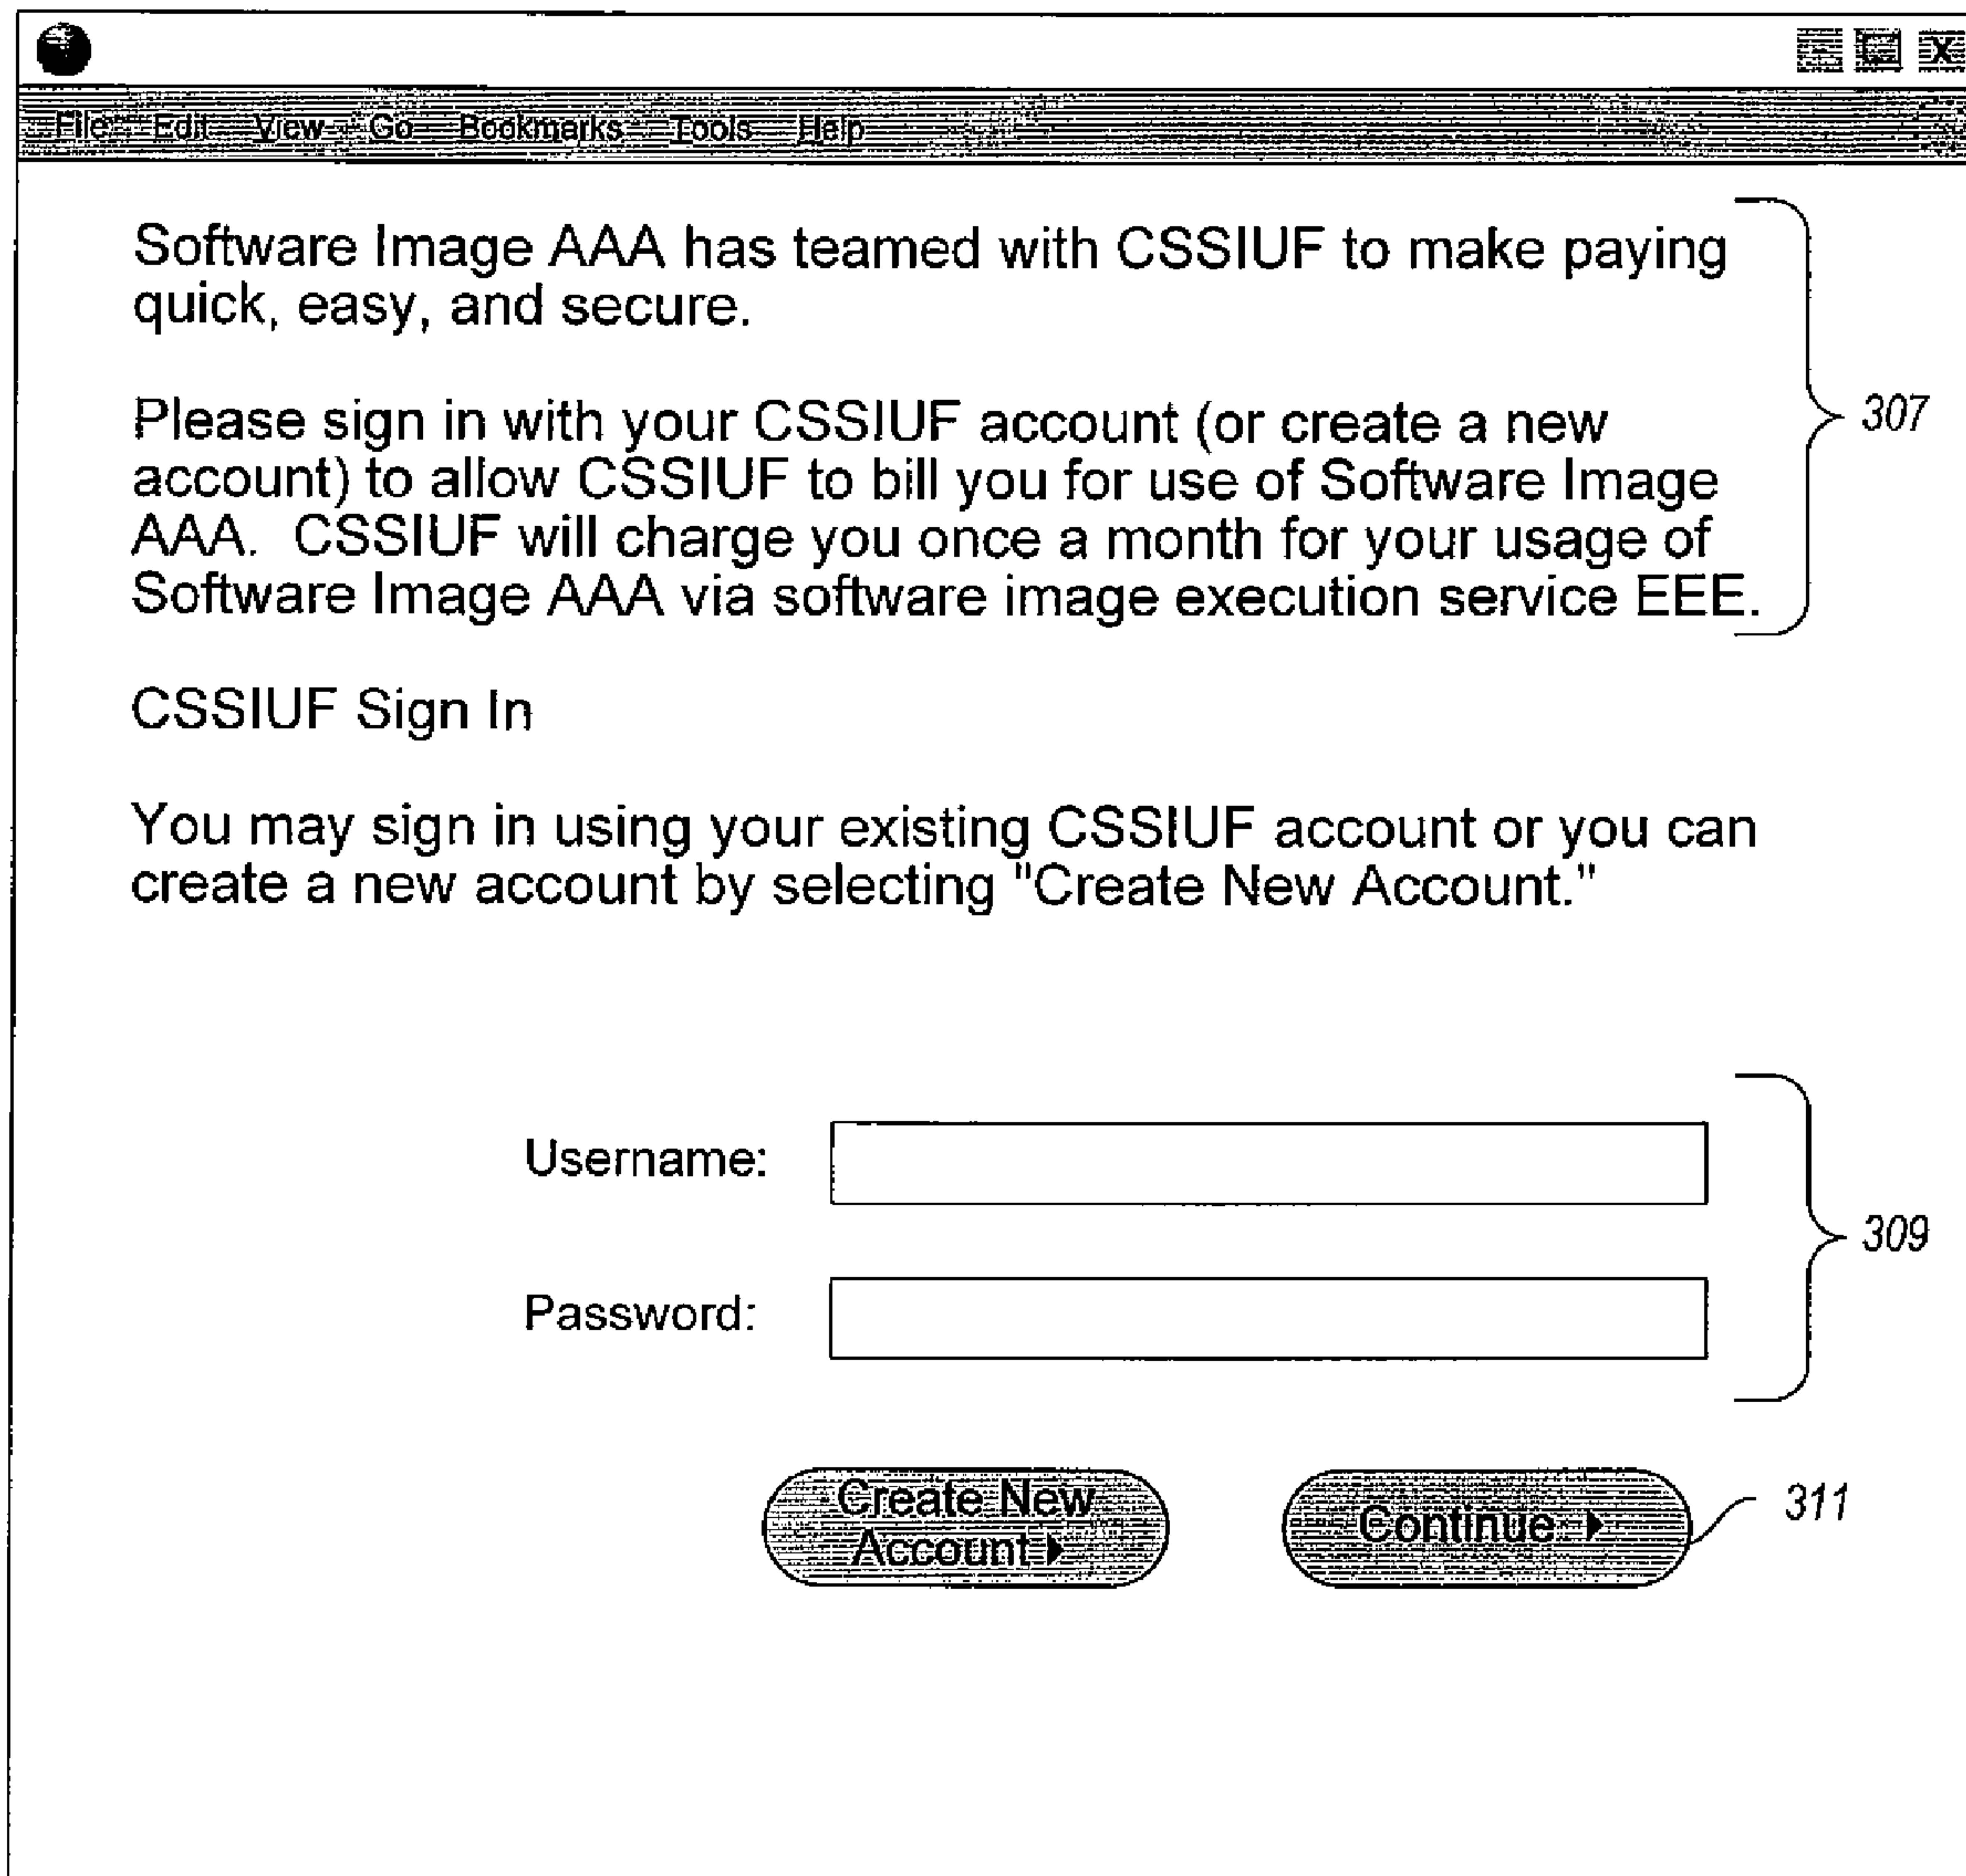 X
File Edit View Go Bookmarks Tools Help
Software Image AAA has teamed with CSSIUF to make paying
quick, easy, and secure.
Please sign in with your CSSIUF account (or create a new
account) to allow CSSIUF to bill you for use of Software Image
AAA. CSSIUF will charge you once a month for your usage of
Software Image AAA via software image execution service EEE.
307
CSSIUF Sign In
You may sign in using your existing CSSIUF account or you can
create a new account by selecting "Create New Account."
Username:
309
Password:
Create New
Account
Continue
311